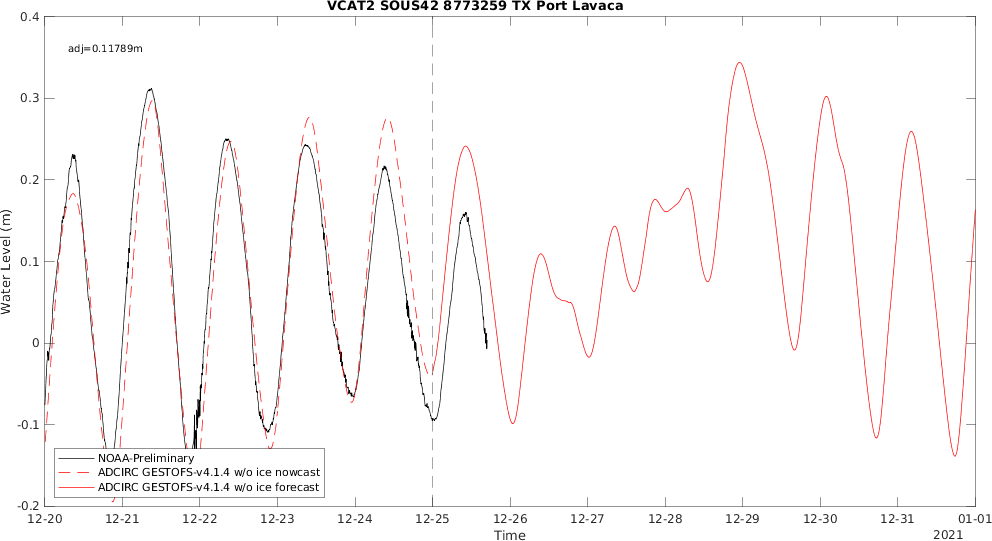 VCAT2 SOUS42 8773259 TX Port Lavaca
adj=0.11789m
0.4
0.3
0.2
0.1
0
-0.1
-0.2
Water Level (m)
NOAA-Preliminary
ADCIRC GESTOFS-v4.1.4 w/o ice nowcast
ADCIRC GESTOFS-v4.1.4 w/o ice forecast
12-20 12-21 12-22 12-23 12-24 12-25 12-26 12-27 12-28 12-29 12-30 12-31 01-01
Time
2021